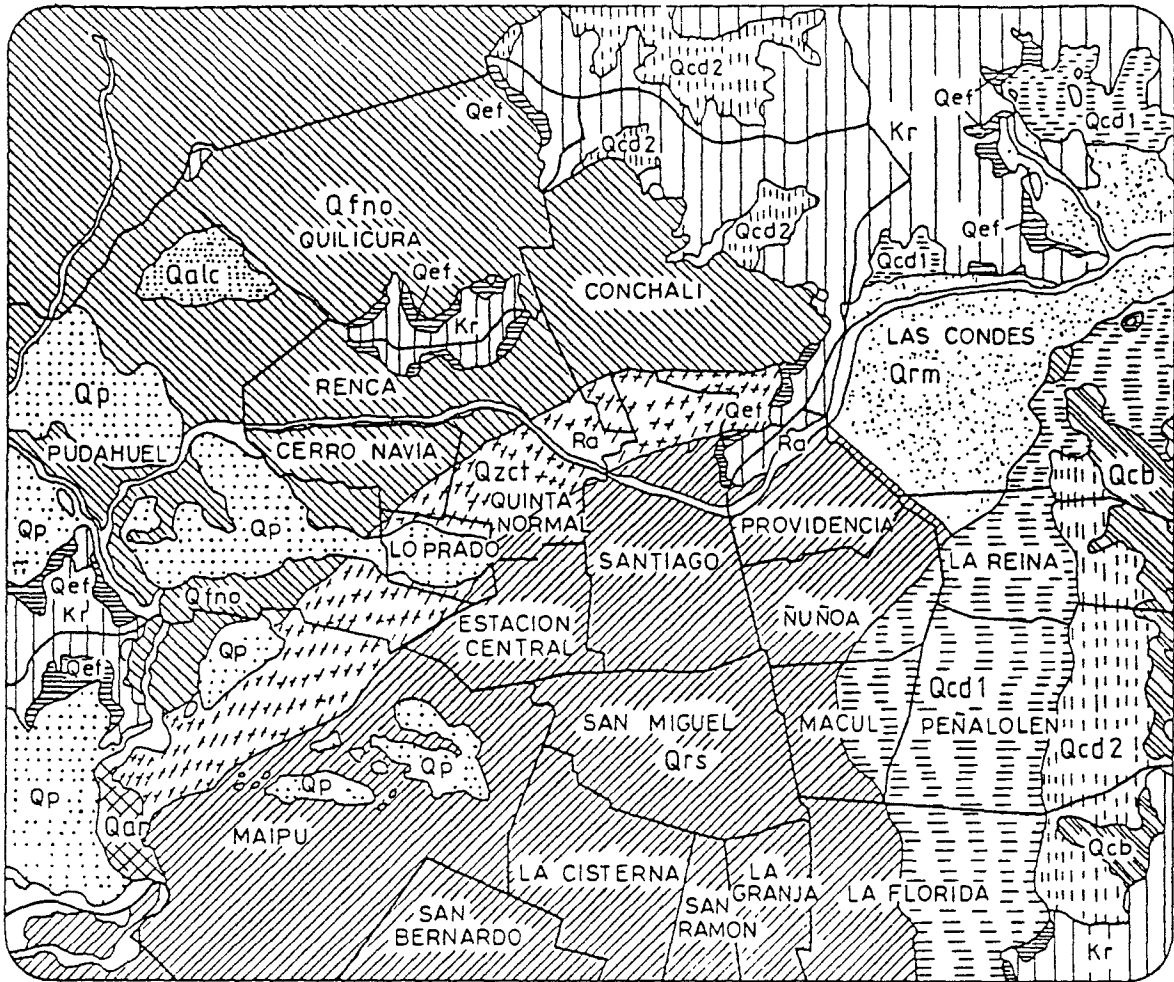 Qcd2
Qef
Qcd1
Qef
Kr
Qcd2
Qfno
QUILICURA
Qcd2
Qef
Qcd1
Qalc
Qef
CONCHALI
Kr
LAS CONDES
Qrm
Qp
RENCA
Qef
PUDAHUEL
CERRO NAVIA
Ra
Ra
Qcb
Qzct
QUINTA
NORMAL
Qp
Qp
PROVIDENCIA
LO PRADO
SANTIAGO
LA REINA
Qef
Kr
Qfno
ESTACION
CENTRAL
ÑUÑOA
Qp
Qef
Qcd1
SAN MIGUEL
Qrs
MACUL
PEÑALOLEN
Qcd2
Qp
Qp
Qp
Qar
MAIPU
Qcb
LA CISTERNA
LA
GRANJA
LA FLORIDA
SAN
BERNARDO
SAN
RAMON
Kr